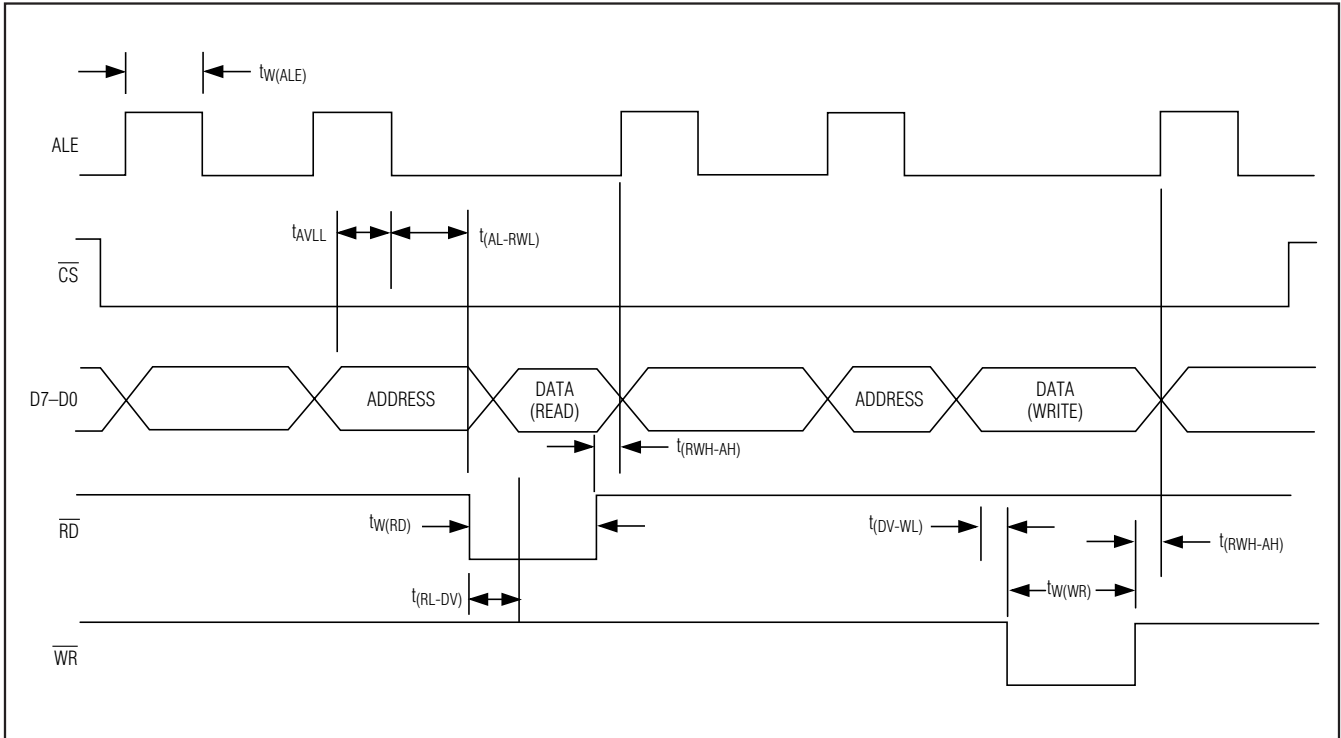 tW(ALE)
ALE
tAVLL
t(AL-RWL)
CS
D7–D0
ADDRESS
DATA
(READ)
ADDRESS
DATA
(WRITE)
t(RWH-AH)
RD
tW(RD)
t(DV-WL)
t(RWH-AH)
t(RL-DV)
tW(WR)
WR